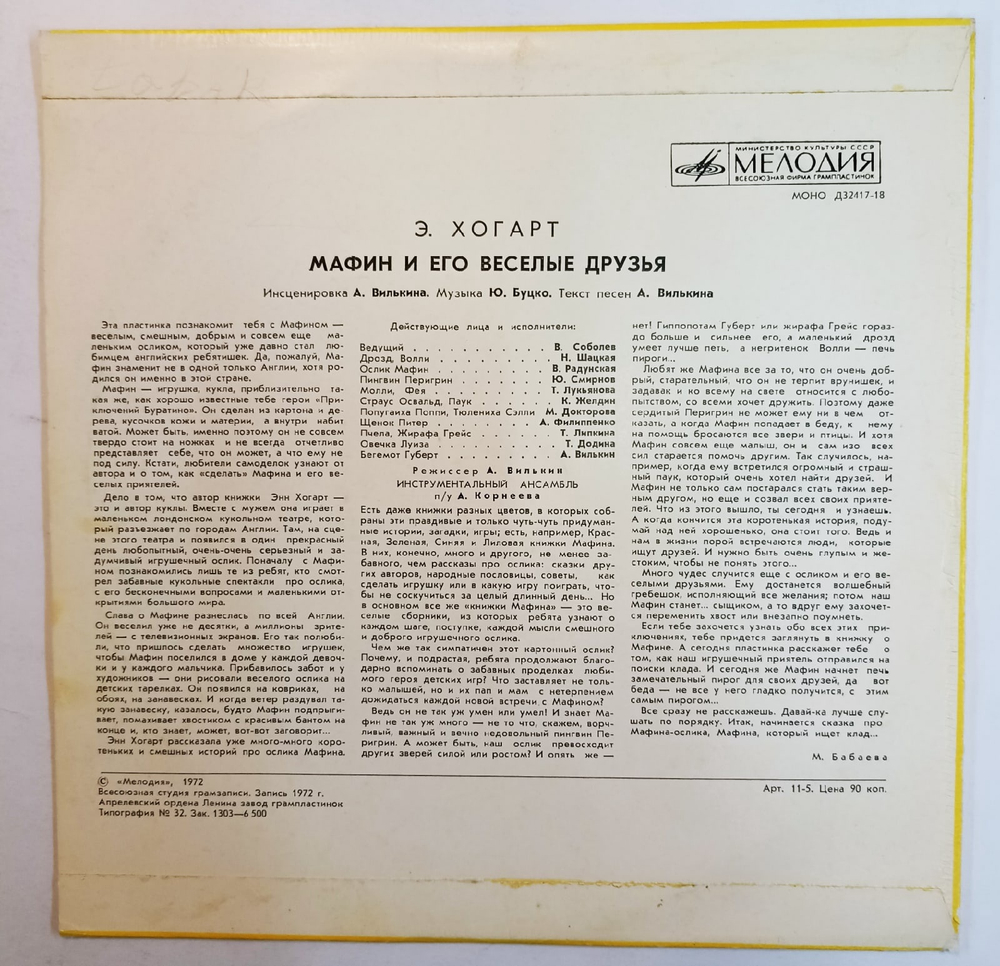 МИНИСТЕРСТВО КУЛЬТУРЫ СССР
МЕЛОДИЯ
ВСЕСОЮЗНАЯ ФИРМА ГРАМПЛАСТИНОК
МОНО Д32417-18
Э. ХОГАРТ
МАФИН И ЕГО ВЕСЕЛЫЕ ДРУЗЬЯ
Инсценировка А. Вилькина. Музыка Ю. Буцко. Текст песен А. Вилькина
Эта пластинка познакомит тебя с Мафином —
веселым, смешным, добрым и совсем еще ма-
леньким осликом, который уже давно стал лю-
бимцем английских ребятишек. Да, пожалуй, Ма-
фин знаменит не в одной только Англии, хотя ро-
дился он именно в этой стране.
Мафин — игрушка, кукла, приблизительно та-
кая же, как хорошо известные тебе герои «При-
ключений Буратино». Он сделан из картона и де-
рева, кусочков кожи и материи, а внутри набит
ватой. Может быть, именно поэтому он не совсем
твердо стоит на ножках и не всегда отчетливо
представляет себе, что он может, а что ему не
под силу. Кстати, любители самоделок узнают от
автора и о том, как «сделать» Мафина и его ве-
селых приятелей.
Дело в том, что автор книжки Энн Хогарт —
это и автор куклы. Вместе с мужем она играет в
маленьком лондонском кукольном театре, кото-
рый разъезжает по городам Англии. Там, на сце-
не этого театра и появился в один прекрасный
день любопытный, очень-очень серьезный и за-
думчивый игрушечный ослик. Поначалу с Мафи-
ном познакомились лишь те из ребят, кто смот-
рел забавные кукольные спектакли про ослика,
с его бесконечными вопросами и маленькими от-
крытиями большого мира.
Слава о Мафине разнеслась по всей Англии.
Он веселил уже не десятки, а миллионы зрите-
лей — с телевизионных экранов. Его так полюби-
ли, что пришлось сделать множество игрушек,
чтобы Мафин поселился в доме у каждой девоч-
ки и у каждого мальчика. Прибавилось забот и у
художников — они рисовали веселого ослика на
детских тарелках. Он появился на ковриках, на
обоях, на занавесках. И когда ветер раздувал та-
кую занавеску, казалось, будто Мафин подпрыги-
вает, помахивает хвостиком с красивым бантом на
конце и, кто знает, может, вот-вот заговорит...
Энн Хогарт рассказала уже много-много коро-
теньких и смешных историй про ослика Мафина.
Действующие лица и исполнители:
Ведущий . . . . . . . . . . В. Соболев
Дрозд, Волли . . . . . . . . . Н. Шацкая
Ослик Мафин . . . . . . . . В. Радунская
Пингвин Перигрин . . . . . . . Ю. Смирнов
Молли, Фея . . . . . . . . Т. Лукьянова
Страус Освальд, Паук . . . . . . К. Желдин
Попугаиха Поппи, Тюлениха Сэлли М. Докторова
Щенок Питер . . . . . . . . А. Филиппенко
Пчела, Жирафа Грейс . . . . . . Т. Липкина
Овечка Луиза . . . . . . . . . Т. Додина
Бегемот Губерт . . . . . . . . . А. Вилькин
Режиссер А. Вилькин
ИНСТРУМЕНТАЛЬНЫЙ АНСАМБЛЬ
п/у А. Корнеева
Есть даже книжки разных цветов, в которых соб-
раны эти правдивые и только чуть-чуть придуман-
ные истории, загадки, игры; есть, например, Крас-
ная, Зеленая, Синяя и Лиловая книжки Мафина.
В них, конечно, много и другого, не менее за-
бавного, чем рассказы про ослика: сказки дру-
гих авторов, народные пословицы, советы, как
сделать игрушку или в какую игру поиграть, что-
бы не соскучиться за целый длинный день... Но
в основном все же «книжки Мафина» — это ве-
селые сборники, из которых ребята узнают о
каждом шаге, поступке, каждой мысли смешного
и доброго игрушечного ослика.
Чем же так симпатичен этот картонный ослик?
Почему, и подрастая, ребята продолжают благо-
дарно вспоминать о забавных проделках люби-
мого героя детских игр? Что заставляет не толь-
ко малышей, но и их пап и мам с нетерпением
дожидаться каждой новой встречи с Мафином?
Ведь он не так уж умен или умел! И знает Ма-
фин не так уж много — не то что, скажем, ворч-
ливый, важный и вечно недовольный пингвин Пе-
ригрин. А может быть, наш ослик превосходит
других зверей силой или ростом? И опять же —
нет! Гиппопотам Губерт или жирафа Грейс гораз-
до больше и сильнее его, а маленький дрозд
умеет лучше петь, а негритенок Волли — печь
пироги...
Любят же Мафина все за то, что он очень доб-
рый, старательный, что он не терпит врунишек, и
задавак и ко всему на свете относится с любо-
пытством, со всеми хочет дружить. Поэтому даже
сердитый Перигрин не может ему ни в чем от-
казать, а когда Мафин попадает в беду, к нему
на помощь бросаются все звери и птицы. И хотя
Мафин совсем еще малыш, он и сам изо всех
сил старается помочь другим. Так случилось, на-
пример, когда ему встретился огромный и страш-
ный паук, который очень хотел найти друзей. И
Мафин не только сам постарался стать таким вер-
ным другом, но еще и созвал всех своих прияте-
лей. Что из этого вышло, ты сегодня и узнаешь.
А когда кончится эта коротенькая история, поду-
май над ней хорошенько, она стоит того. Ведь и
нам в жизни порой встречаются люди, которые
ищут друзей. И нужно быть очень глупым и же-
стоким, чтобы не понять этого...
Много чудес случится еще с осликом и его ве-
селыми друзьями. Ему достанется волшебный
гребешок, исполняющий все желания; потом наш
Мафин станет... сыщиком, а то вдруг ему захочет-
ся переменить хвост или внезапно поумнеть.
Если тебе захочется узнать обо всех этих при-
ключениях, тебе придется заглянуть в книжку о
Мафине. А сегодня пластинка расскажет тебе о
том, как наш игрушечный приятель отправился на
поиски клада. И сегодня же Мафин начнет печь
замечательный пирог для своих друзей, да вот
беда — не все у него гладко получится, с этим
самым пирогом...
Все сразу не расскажешь. Давай-ка лучше слу-
шать по порядку. Итак, начинается сказка про
Мафина-ослика, Мафина, который ищет клад...
М. Бабаева
© «Мелодия», 1972
Всесоюзная студия грамзаписи. Запись 1972 г.
Апрелевский ордена Ленина завод грампластинок
Типография № 32. Зак. 1303—6 500
Арт. 11-5. Цена 90 коп.